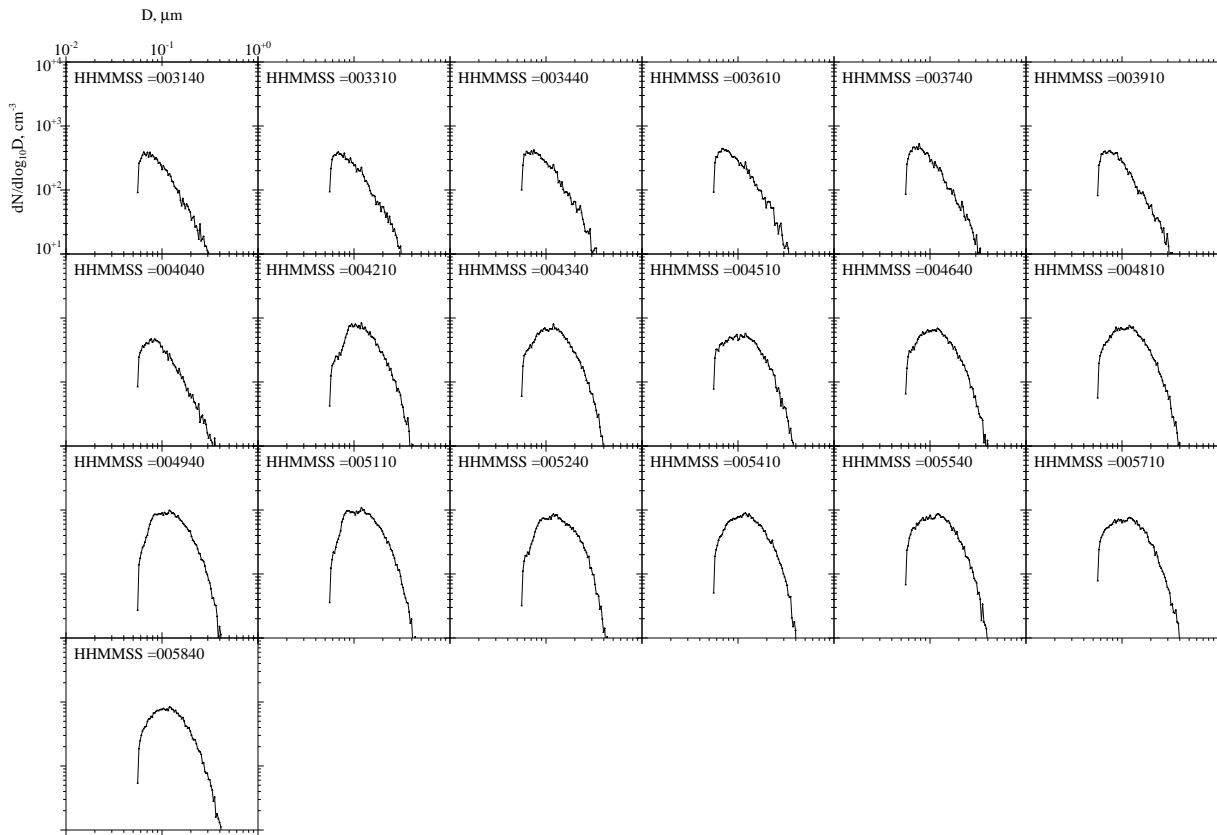 D, μm
10⁻² 10⁻¹ 10⁺⁰
10⁺⁴ HHMMSS =003140 HHMMSS =003310 HHMMSS =003440 HHMMSS =003610 HHMMSS =003740 HHMMSS =003910
10⁺³
dN/dlog₁₀D, cm⁻³
10⁺²
10⁺¹
HHMMSS =004040 HHMMSS =004210 HHMMSS =004340 HHMMSS =004510 HHMMSS =004640 HHMMSS =004810
HHMMSS =004940 HHMMSS =005110 HHMMSS =005240 HHMMSS =005410 HHMMSS =005540 HHMMSS =005710
HHMMSS =005840